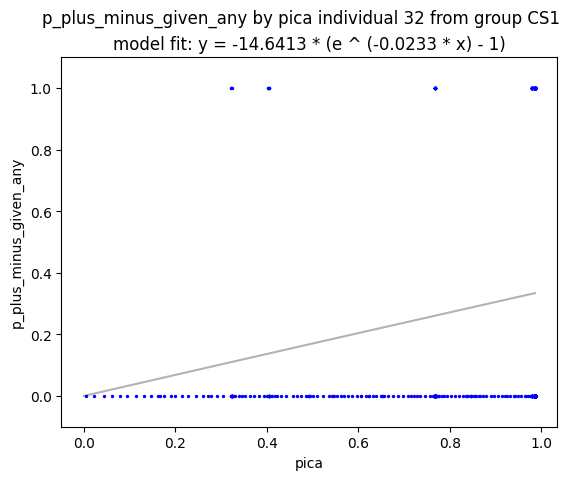 p_plus_minus_given_any by pica individual 32 from group CS1
model fit: y = -14.6413 * (e ^ (-0.0233 * x) - 1)
1.0
0.8
0.6
0.4
0.2
0.0
p_plus_minus_given_any
0.0 0.2 0.4 0.6 0.8 1.0
pica